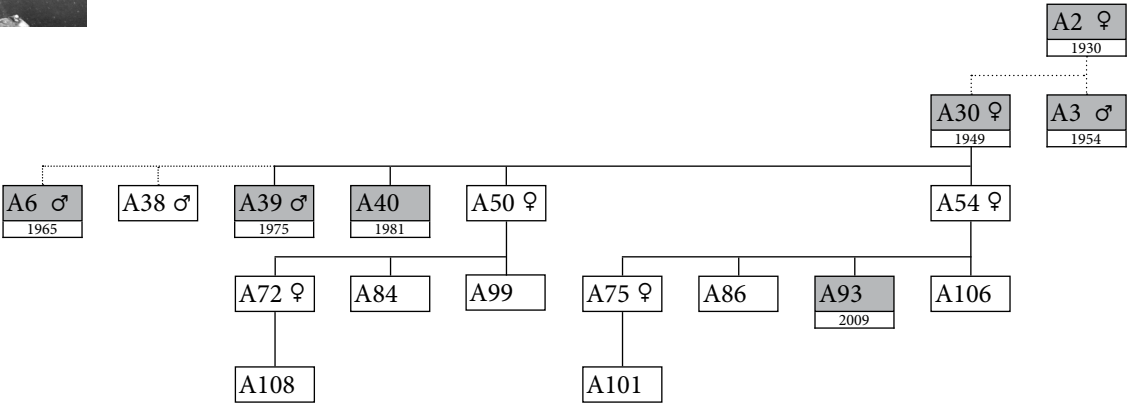 A2 ♀
1930
A30 ♀
1949
A3 ♂
1954
A6 ♂
1965
A38 ♂
A39 ♂
1975
A40
1981
A50 ♀
A54 ♀
A72 ♀
A84
A99
A75 ♀
A86
A93
2009
A106
A108
A101